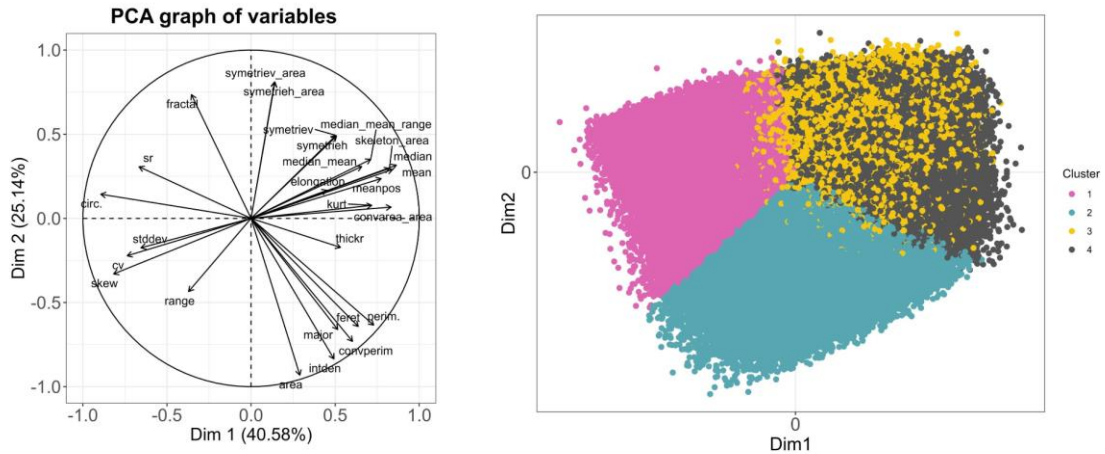 PCA graph of variables
Dim 2 (25.14%)
1.0
0.5
0.0
-0.5
-1.0
symetriev_area
symetrieh_area
fractal
symetriev
median_mean_range
symetrieh
skeleton_area
median_mean
median
sr
elongation
mean
meanpos
circ.
kurt
convarea_area
stddev
thickr
cv
skew
range
feret
perim.
major
convperim
intden
area
-1.0 -0.5 0.0 0.5 1.0
Dim 1 (40.58%)
Dim2
0
0
Dim1
Cluster
1
2
3
4